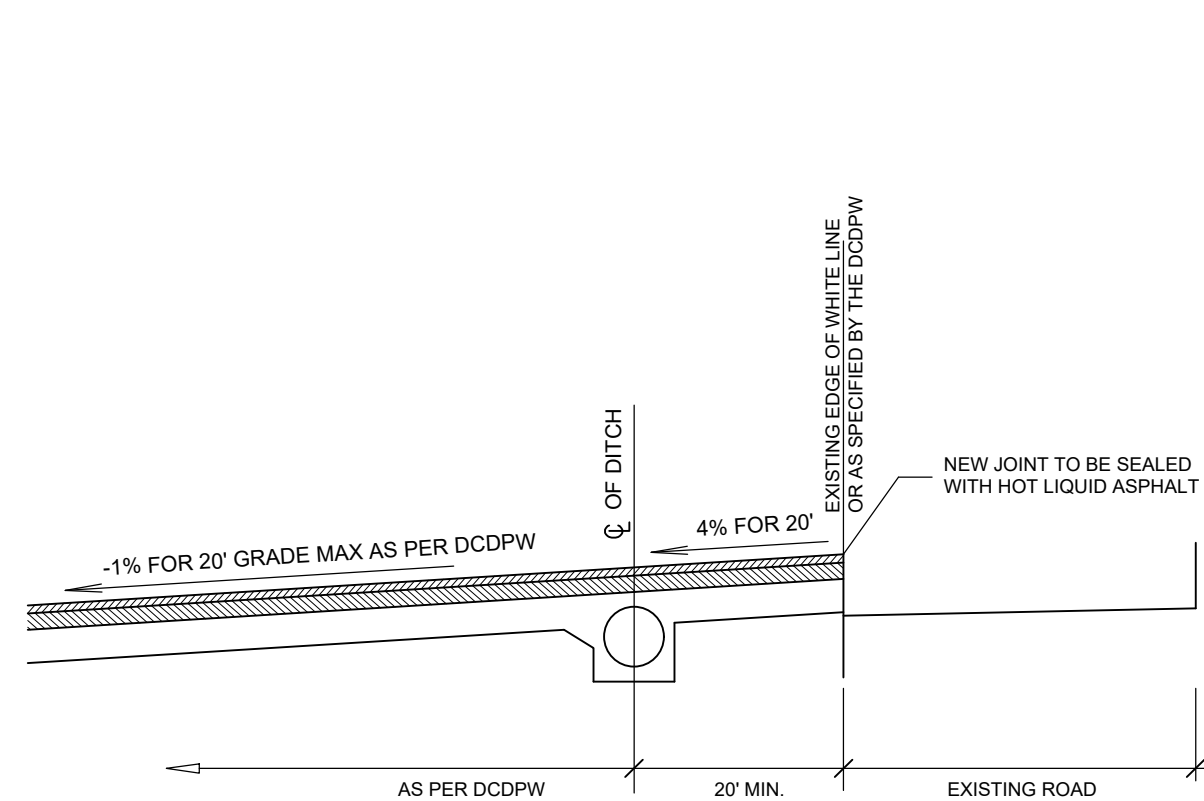 EXISTING EDGE OF WHITE LINE
OR AS SPECIFIED BY THE DCDPW
℄ OF DITCH
NEW JOINT TO BE SEALED
WITH HOT LIQUID ASPHALT
4% FOR 20'
-1% FOR 20' GRADE MAX AS PER DCDPW
AS PER DCDPW
20' MIN.
EXISTING ROAD